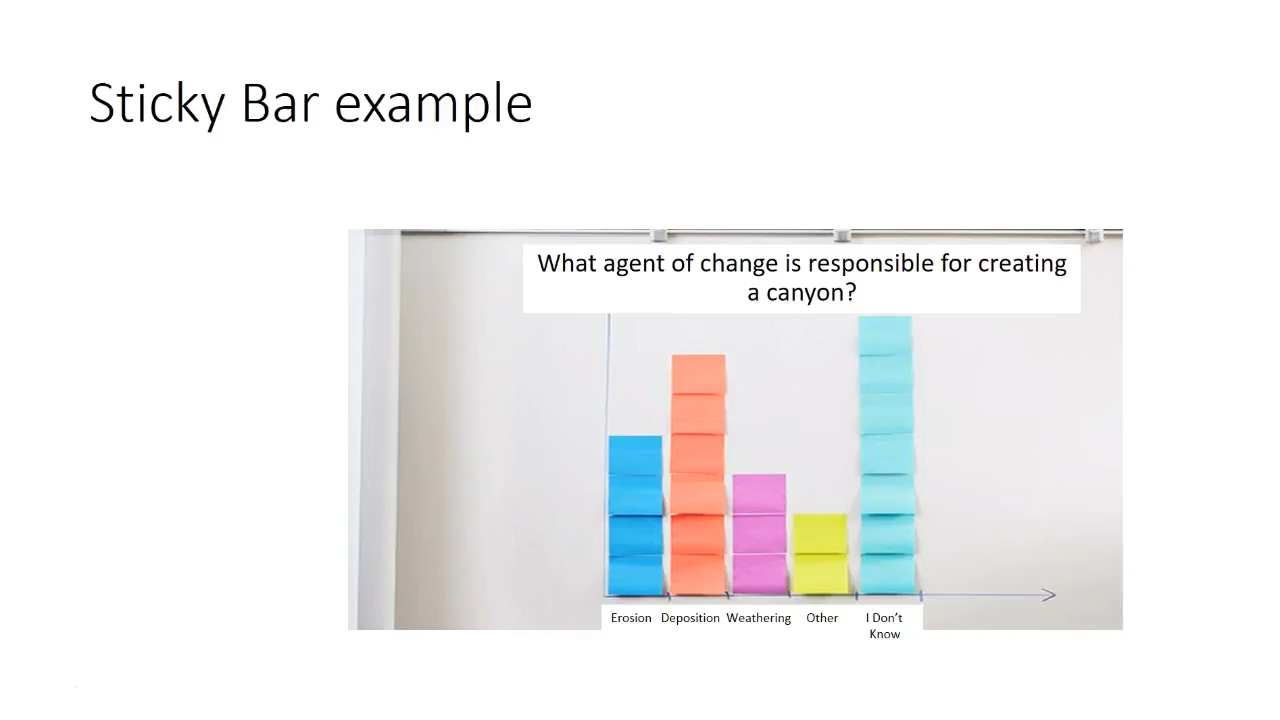 Sticky Bar example
What agent of change is responsible for creating
a canyon?
Erosion Deposition Weathering Other I Don't
Know